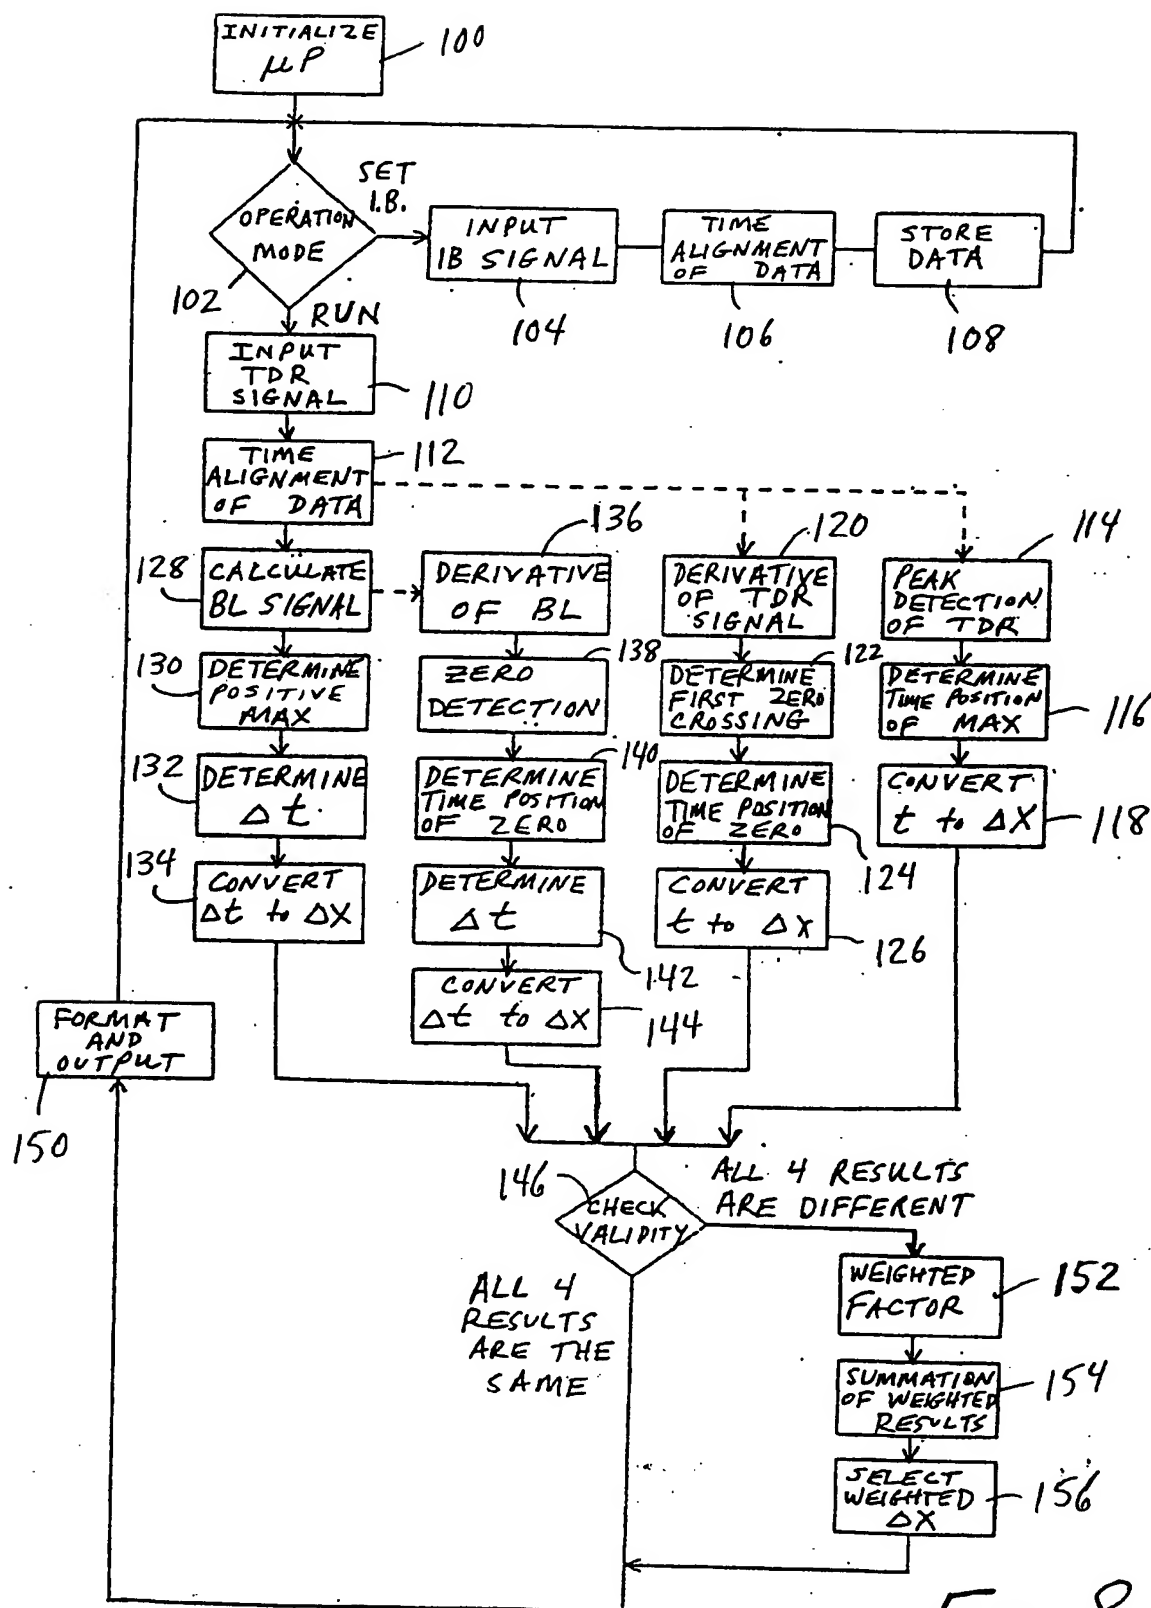 INITIALIZE
μP
100
SET
I.B.
OPERATION
MODE
102
INPUT
IB SIGNAL
104
TIME
ALIGNMENT
OF DATA
106
STORE
DATA
108
RUN
INPUT
TDR
SIGNAL
110
TIME
ALIGNMENT
OF DATA
112
128
CALCULATE
BL SIGNAL
136
DERIVATIVE
OF BL
120
DERIVATIVE
OF TDR
SIGNAL
114
PEAK
DETECTION
OF TDR
130
DETERMINE
POSITIVE
MAX
138
ZERO
DETECTION
122
DETERMINE
FIRST ZERO
CROSSING
DETERMINE
TIME POSITION
OF MAX
116
132
DETERMINE
Δt
140
DETERMINE
TIME POSITION
OF ZERO
DETERMINE
TIME POSITION
OF ZERO
124
CONVERT
t to ΔX
118
134
CONVERT
Δt to ΔX
DETERMINE
Δt
142
CONVERT
t to ΔX
126
CONVERT
Δt to ΔX
144
FORMAT
AND
OUTPUT
150
146
CHECK
VALIDITY
ALL 4 RESULTS
ARE DIFFERENT
ALL 4
RESULTS
ARE THE
SAME
WEIGHTED
FACTOR
152
SUMMATION
OF WEIGHTED
RESULTS
154
SELECT
WEIGHTED
ΔX
156